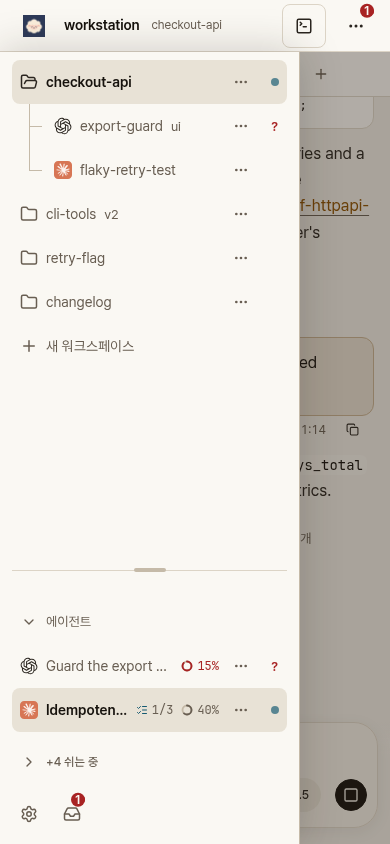 workstation checkout-api
1
checkout-api
;
export-guard ui ?
ries and a
flaky-retry-test
f-httpapi-
cli-tools v2
er's
retry-flag
changelog
새 워크스페이스
ed
1:14
ys_total
trics.
개
에이전트
Guard the export ... 15% ?
Idempoten... 1/3 40%
+4 쉬는 중
.5
1